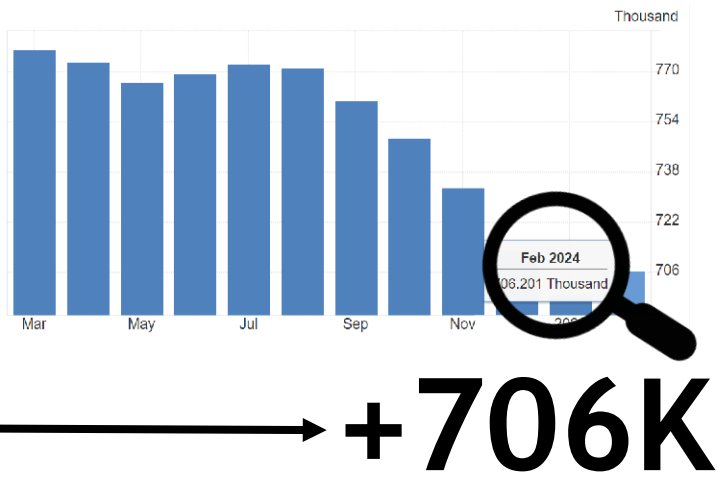 Thousand
770
754
738
722
706
Feb 2024
06.201 Thousand
Mar May Jul Sep Nov
+706K